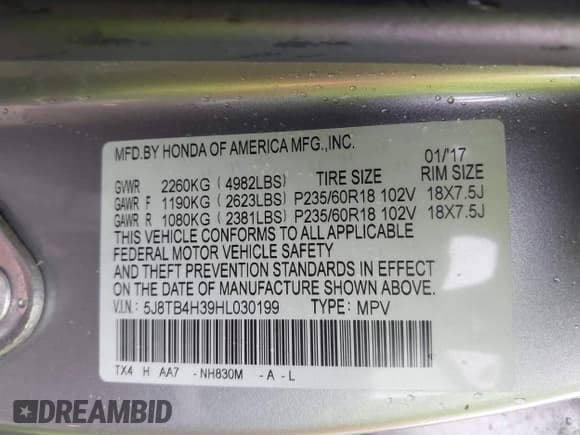 MFD.BY HONDA OF AMERICA MFG.,INC. 01/'17
GVWR 2260KG (4982LBS) TIRE SIZE RIM SIZE
GAWR F 1190KG (2623LBS) P235/60R18 102V 18X7.5J
GAWR R 1080KG (2381LBS) P235/60R18 102V 18X7.5J
THIS VEHICLE CONFORMS TO ALL APPLICABLE
FEDERAL MOTOR VEHICLE SAFETY
AND THEFT PREVENTION STANDARDS IN EFFECT
ON THE DATE OF MANUFACTURE SHOWN ABOVE.
V.I.N.: 5J8TB4H39HL030199 TYPE: MPV
TX4 H AA7 -NH830M -A-L
DREAMBID